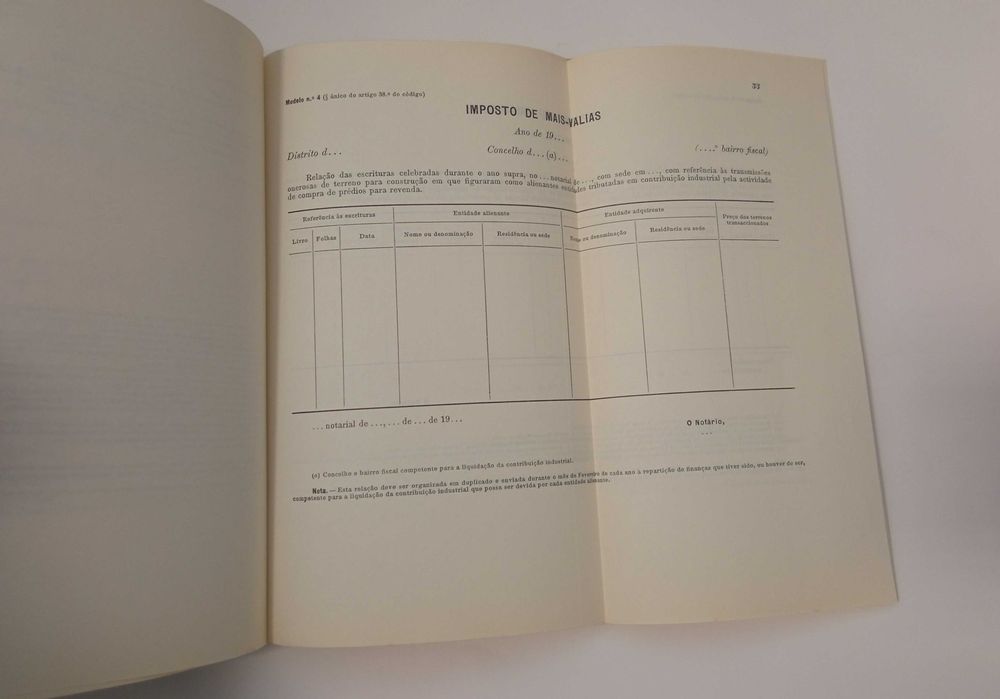 33
Modelo n.º 4 (§ único do artigo 38.º do código)
IMPOSTO DE MAIS-VALIAS
Ano de 19...
Distrito d... Concelho d... (a)... (....º bairro fiscal)
Relação das escrituras celebradas durante o ano supra, no ... notarial de ..., com sede em ..., com referência às transmissões
onerosas de terreno para construção em que figuraram como alienantes entidades tributadas em contribuição industrial pela actividade
de compra de prédios para revenda.
Referência às escrituras Entidade alienante Entidade adquirente Preço dos terrenos
transaccionados
Livro Folhas Data Nome ou denominação Residência ou sede Nome ou denominação Residência ou sede
... notarial de ..., ... de ... de 19...
O Notário,
...
(a) Concelho e bairro fiscal competente para a liquidação da contribuição industrial.
Nota. — Esta relação deve ser organizada em duplicado e enviada durante o mês de Fevereiro de cada ano à repartição de finanças que tiver sido, ou houver de ser,
competente para a liquidação da contribuição industrial que possa ser devida por cada entidade alienante.